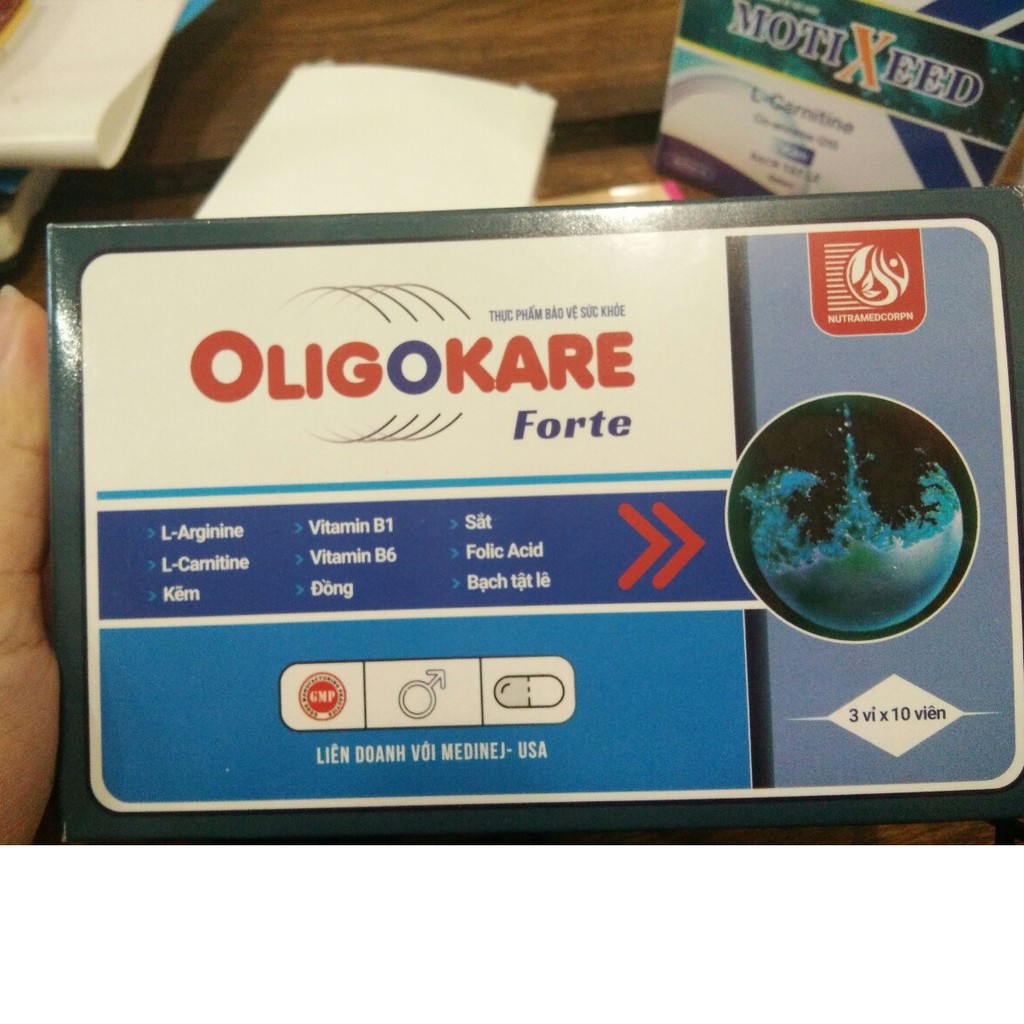 MOTIXEED
L-Carnitine
NUTRAMEDCORPN
THỰC PHẨM BẢO VỆ SỨC KHỎE
OLIGOKARE
Forte
L-Arginine
Vitamin B1
Sắt
L-Carnitine
Vitamin B6
Folic Acid
Kẽm
Đồng
Bạch tật lê
GMP
3 vỉ x 10 viên
LIÊN DOANH VỚI MEDINEJ- USA